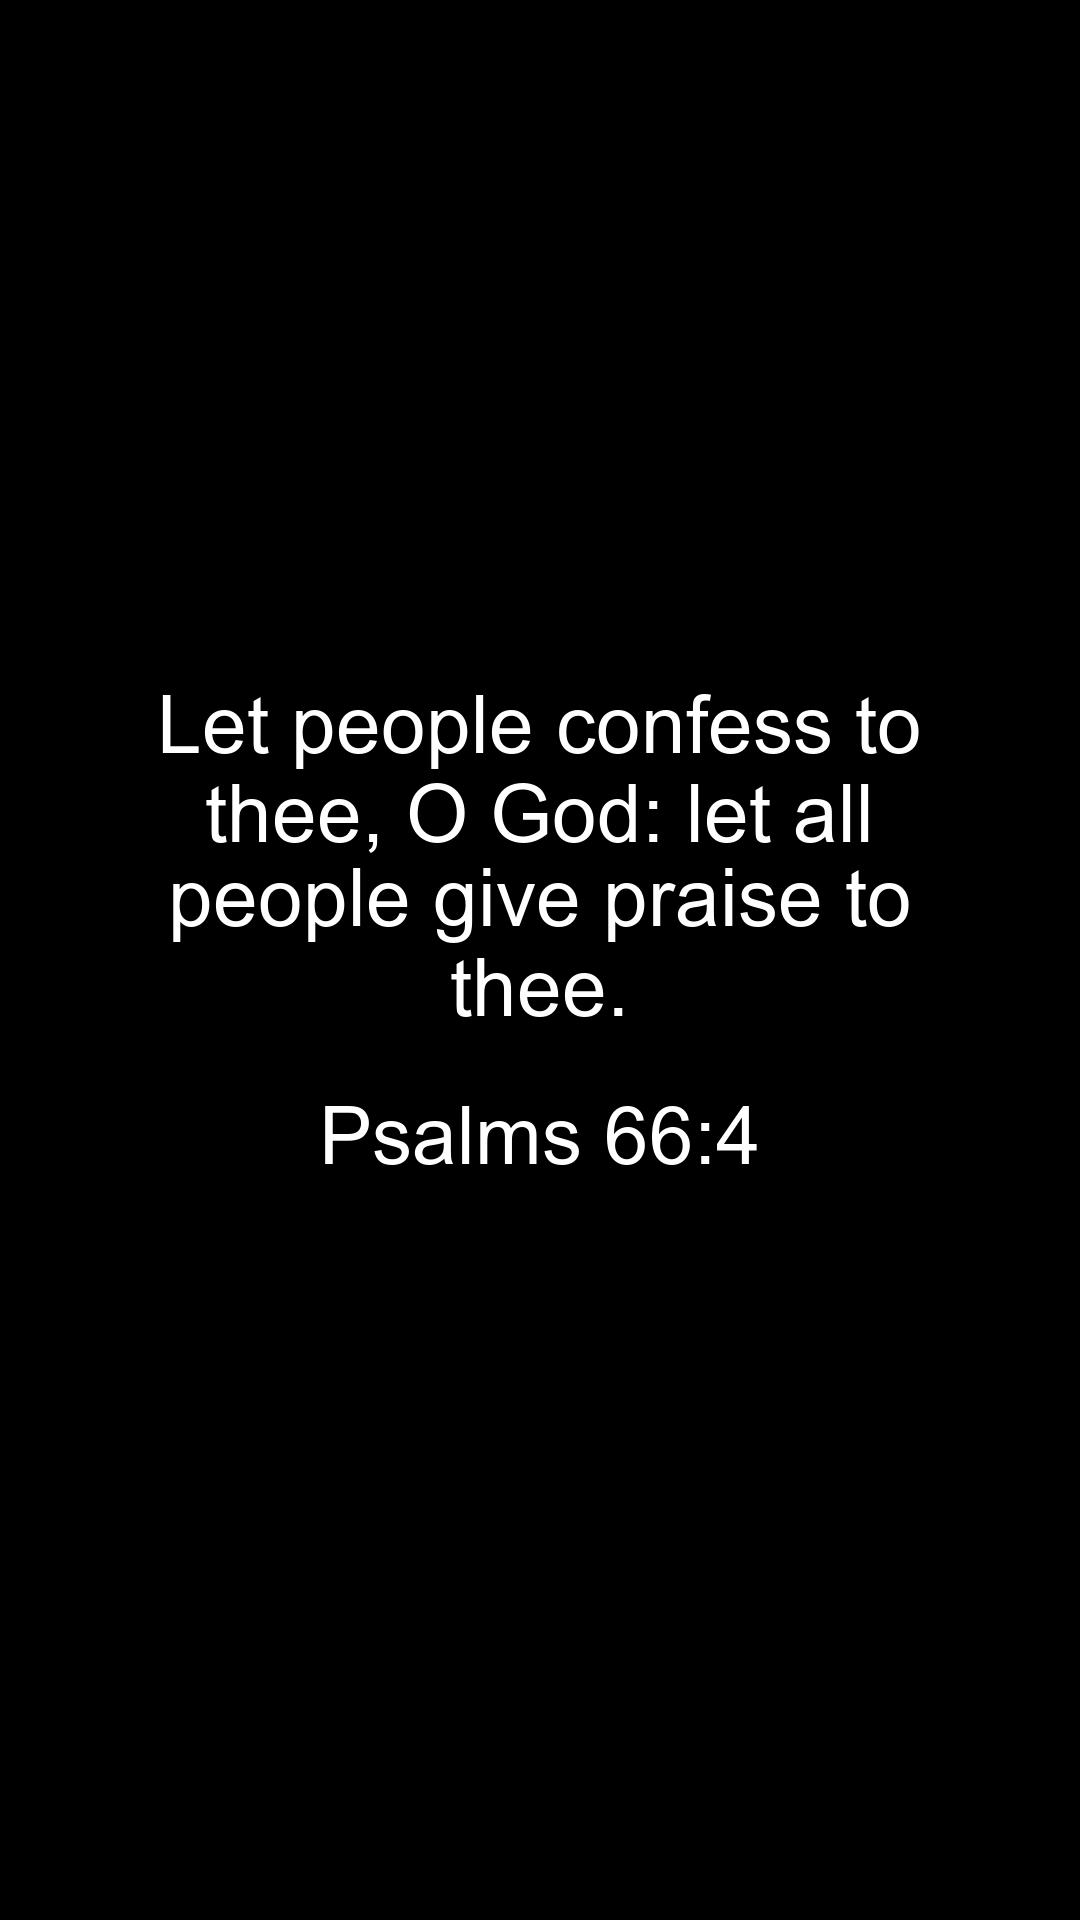 Let people confess to
thee, O God: let all
people give praise to
thee.
Psalms 66:4